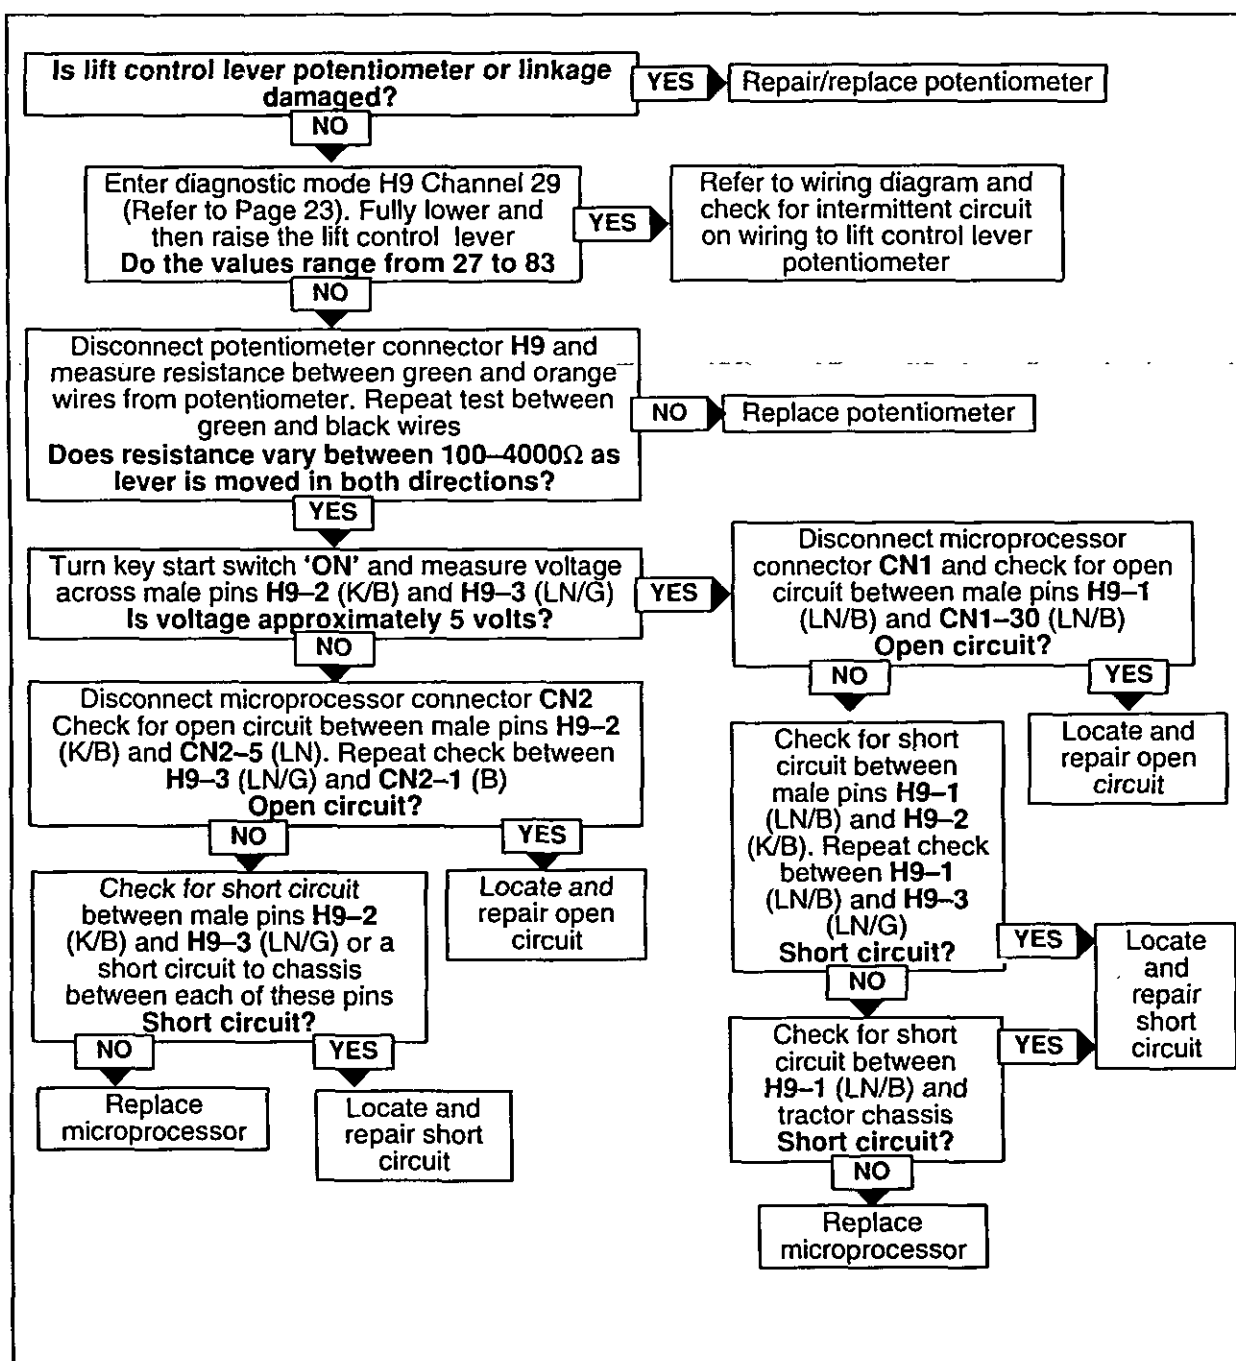 Is lift control lever potentiometer or linkage
damaged?
YES
Repair/replace potentiometer
NO
Enter diagnostic mode H9 Channel 29
(Refer to Page 23). Fully lower and
then raise the lift control lever
Do the values range from 27 to 83
YES
Refer to wiring diagram and
check for intermittent circuit
on wiring to lift control lever
potentiometer
NO
Disconnect potentiometer connector H9 and
measure resistance between green and orange
wires from potentiometer. Repeat test between
green and black wires
Does resistance vary between 100–4000Ω as
lever is moved in both directions?
NO
Replace potentiometer
YES
Turn key start switch ‘ON’ and measure voltage
across male pins H9–2 (K/B) and H9–3 (LN/G)
Is voltage approximately 5 volts?
YES
Disconnect microprocessor
connector CN1 and check for open
circuit between male pins H9–1
(LN/B) and CN1–30 (LN/B)
Open circuit?
NO
Disconnect microprocessor connector CN2
Check for open circuit between male pins H9–2
(K/B) and CN2–5 (LN). Repeat check between
H9–3 (LN/G) and CN2–1 (B)
Open circuit?
NO
YES
Check for short circuit
between male pins H9–2
(K/B) and H9–3 (LN/G) or a
short circuit to chassis
between each of these pins
Short circuit?
Locate and
repair open
circuit
NO
YES
Replace
microprocessor
Locate and
repair short
circuit
NO
YES
Check for short
circuit between
male pins H9–1
(LN/B) and H9–2
(K/B). Repeat check
between H9–1
(LN/B) and H9–3
(LN/G)
Short circuit?
Locate and
repair open
circuit
YES
Locate
and
repair
short
circuit
NO
Check for short
circuit between
H9–1 (LN/B) and
tractor chassis
Short circuit?
YES
NO
Replace
microprocessor